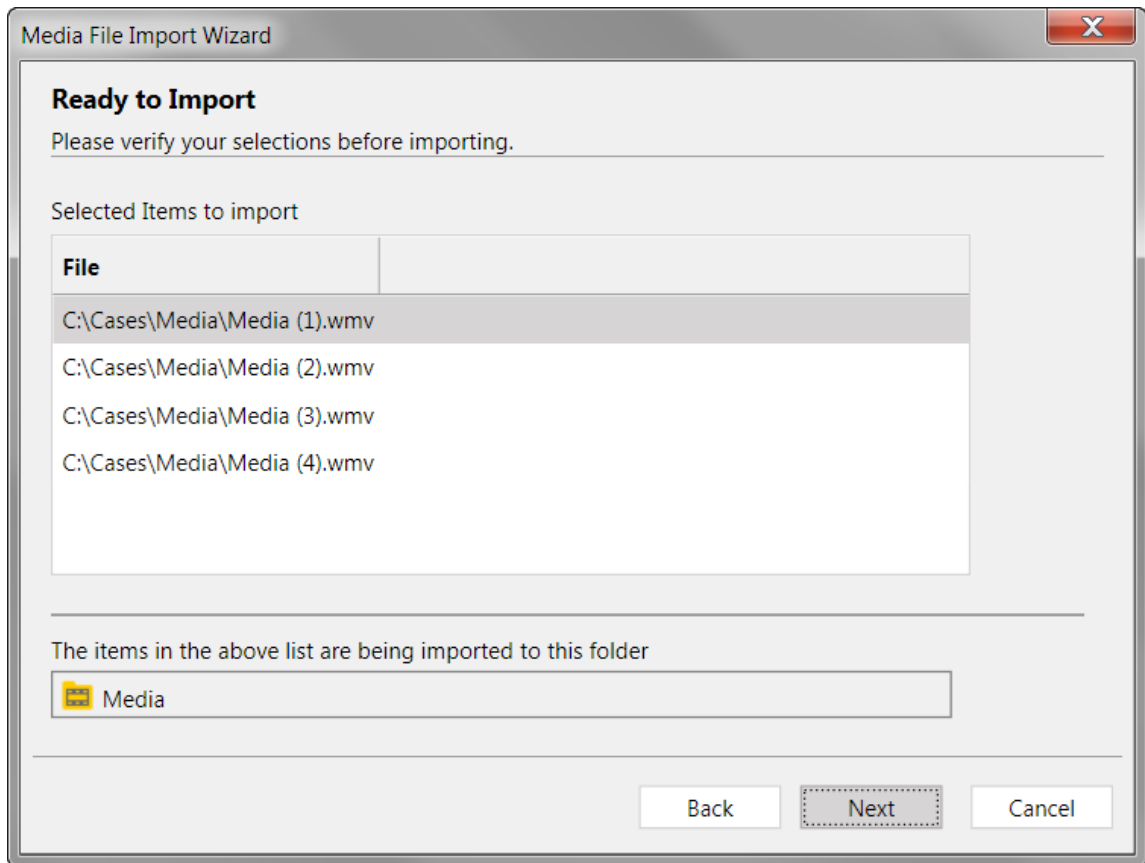 Media File Import Wizard
Ready to Import
Please verify your selections before importing.
Selected Items to import
File
C:\Cases\Media\Media (1).wmv
C:\Cases\Media\Media (2).wmv
C:\Cases\Media\Media (3).wmv
C:\Cases\Media\Media (4).wmv
The items in the above list are being imported to this folder
Media
Back Next Cancel